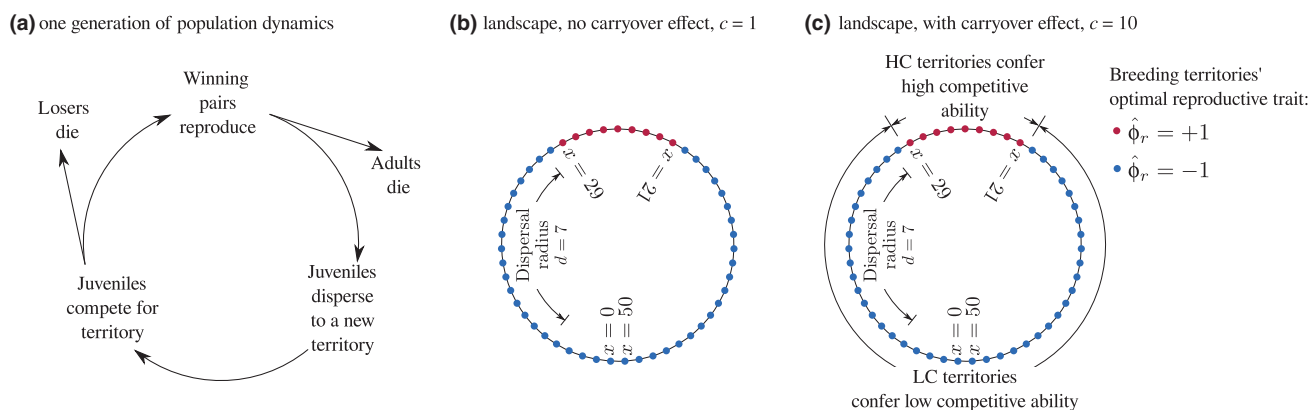 (a) one generation of population dynamics
Winning
pairs
reproduce
Losers
die
Adults
die
Juveniles
compete for
territory
Juveniles
disperse
to a new
territory
(b) landscape, no carryover effect, c = 1
x = 29
x = 21
Dispersal
radius
d = 7
x = 0
x = 50
(c) landscape, with carryover effect, c = 10
HC territories confer
high competitive
ability
x = 29
x = 21
Dispersal
radius
d = 7
x = 0
x = 50
LC territories
confer low competitive ability
Breeding territories'
optimal reproductive trait:
ϕ̂r = +1
ϕ̂r = −1